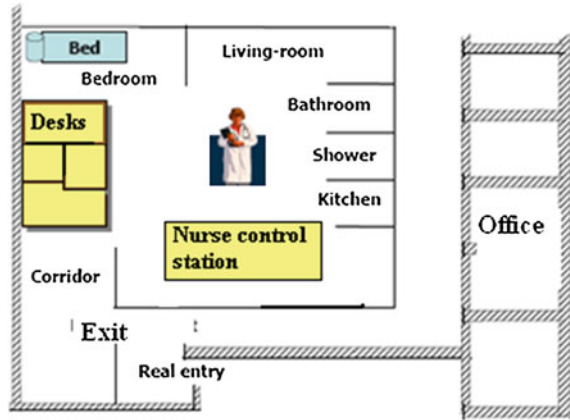 Bed
Living-room
Bedroom
Bathroom
Desks
Shower
Kitchen
Office
Nurse control
station
Corridor
Exit
Real entry